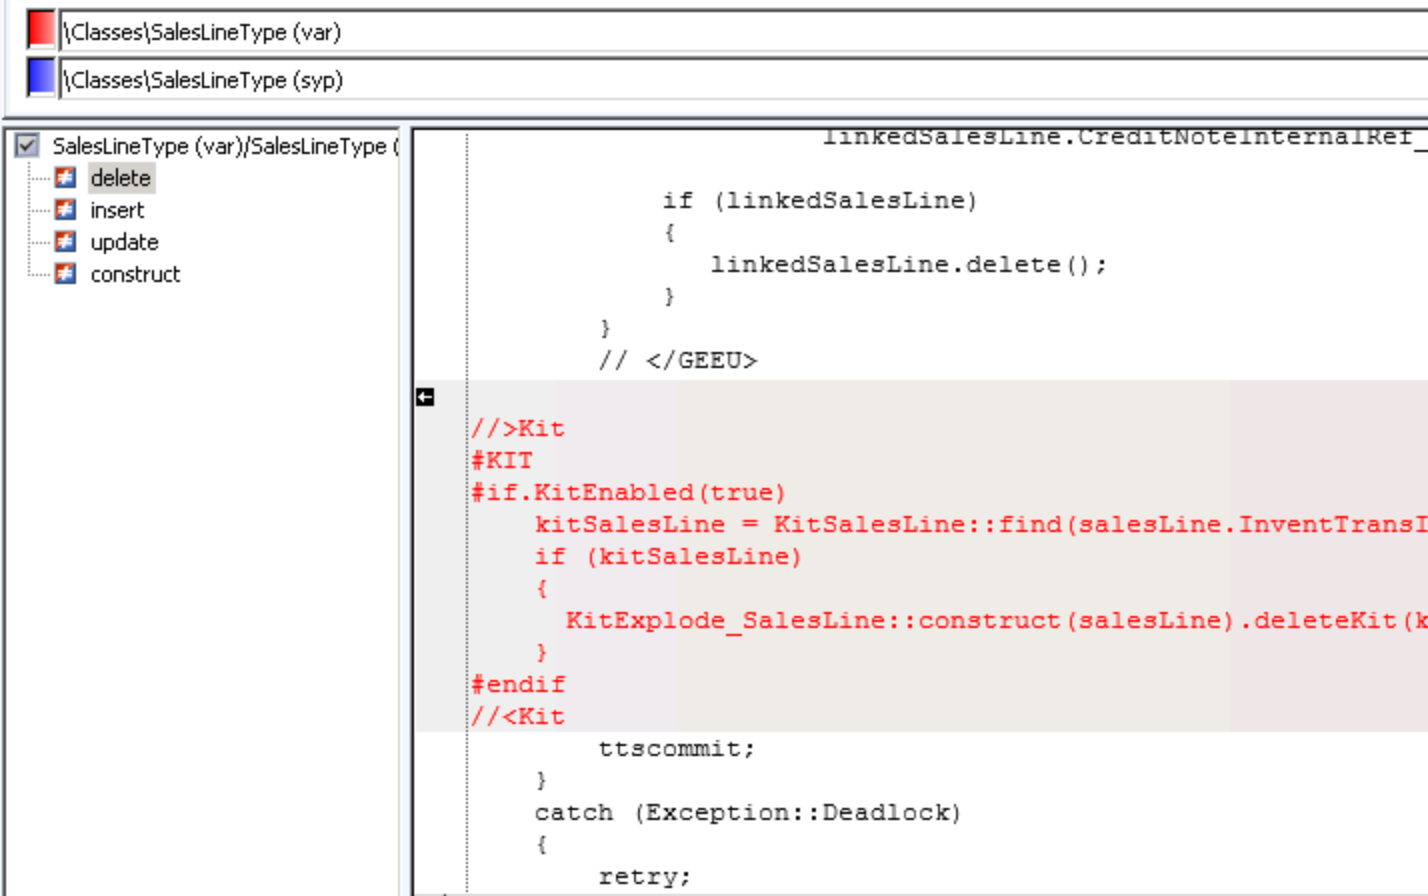 \Classes\SalesLineType (var)
\Classes\SalesLineType (syp)
SalesLineType (var)/SalesLineType (
delete
insert
update
construct
linkedSalesLine.CreditNoteInternalRef_
if (linkedSalesLine)
{
linkedSalesLine.delete();
}
}
// </GEEU>
//>Kit
#KIT
#if.KitEnabled(true)
kitSalesLine = KitSalesLine::find(salesLine.InventTransI
if (kitSalesLine)
{
KitExplode_SalesLine::construct(salesLine).deleteKit(k
}
#endif
//<Kit
ttscommit;
}
catch (Exception::Deadlock)
{
retry;